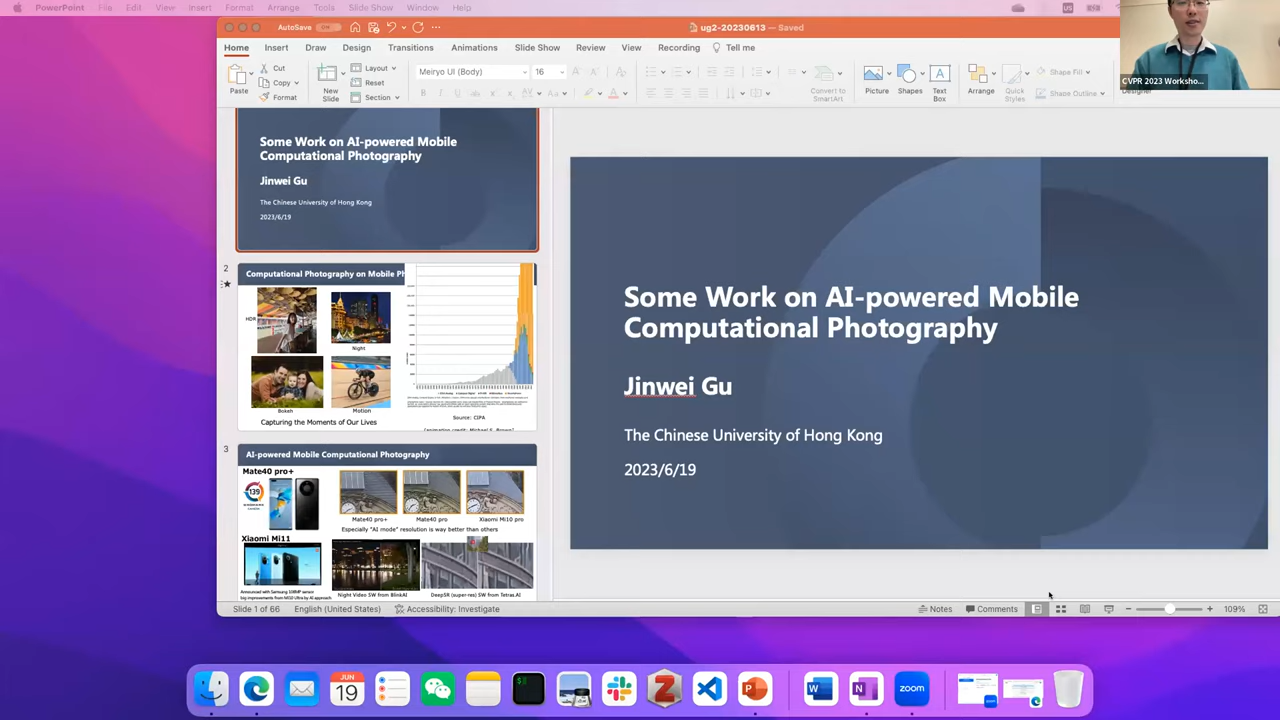 PowerPoint File Edit View Insert Format Arrange Tools Slide Show Window Help
AutoSave
ug2-20230613 — Saved
Home Insert Draw Design Transitions Animations Slide Show Review View Recording Tell me
Paste
Cut
Copy
Format
New Slide
Layout
Reset
Section
Meiryo UI (Body) 16
Convert to SmartArt
Picture
Shapes
Text Box
Arrange
Quick Styles
Shape Fill
Shape Outline
Designer
CVPR 2023 Worksho...
Some Work on AI-powered Mobile
Computational Photography
Jinwei Gu
The Chinese University of Hong Kong
2023/6/19
2
Computational Photography on Mobile Ph
HDR
Night
Bokeh
Motion
Capturing the Moments of Our Lives
Source: CIPA
3
AI-powered Mobile Computational Photography
Mate40 pro+
139
Mate40 pro+ Mate40 pro Xiaomi Mi10 pro
Especially "AI mode" resolution is way better than others
Xiaomi Mi11
Night Video SW from BlinkAI
DeepSR (super-res) SW from Tetras.AI
Some Work on AI-powered Mobile
Computational Photography
Jinwei Gu
The Chinese University of Hong Kong
2023/6/19
Slide 1 of 66 English (United States) Accessibility: Investigate Notes Comments 109%
JUN
19
zoom